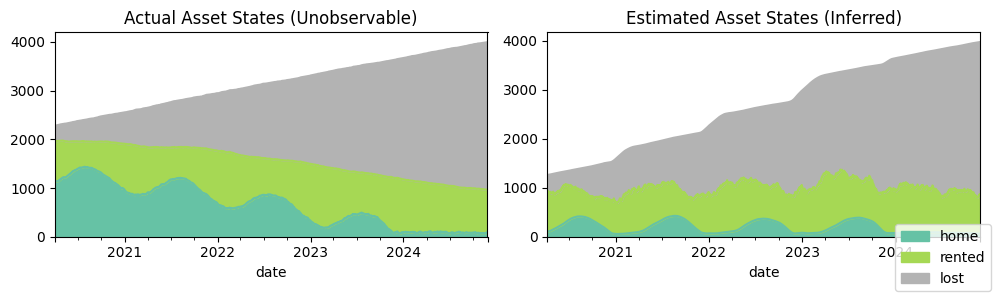 Actual Asset States (Unobservable)
4000
3000
2000
1000
0
2021 2022 2023 2024
date
Estimated Asset States (Inferred)
4000
3000
2000
1000
0
2021 2022 2023 2024
date
home
rented
lost